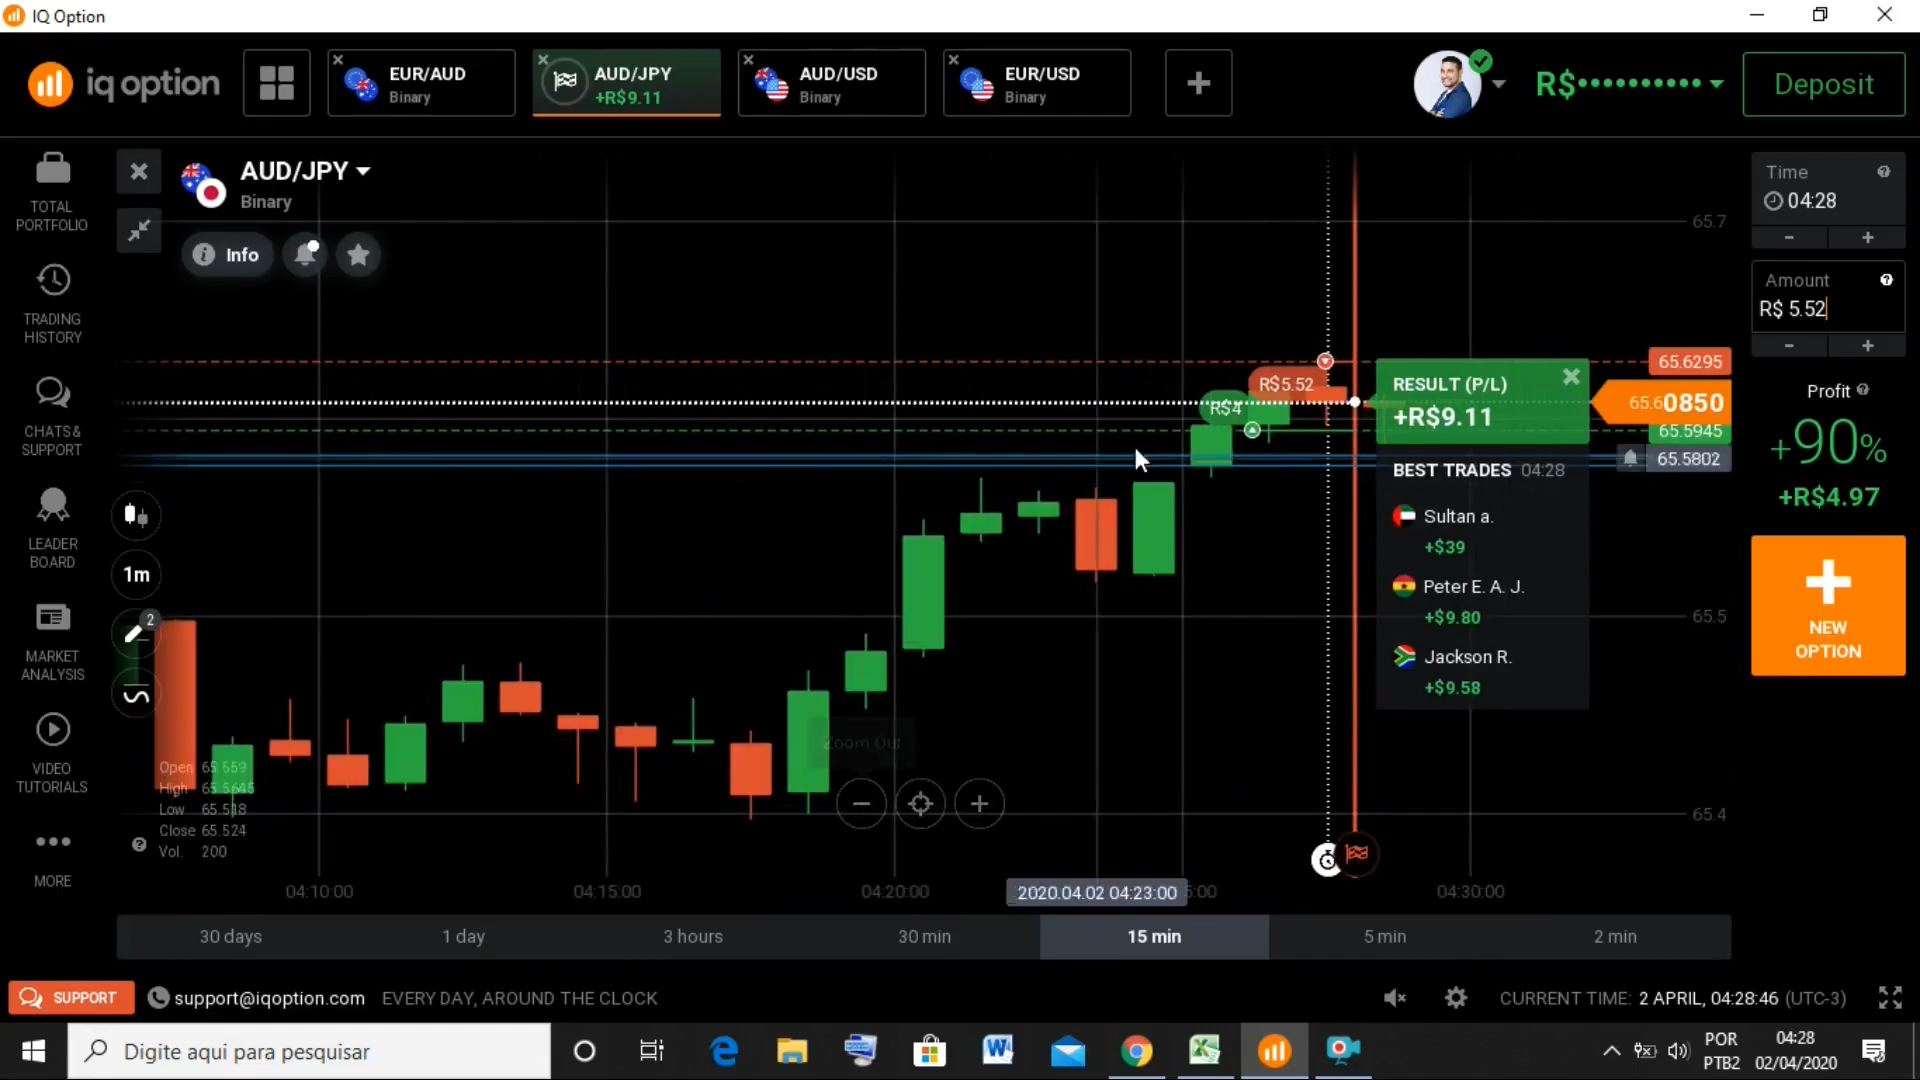 IQ Option
iq option
EUR/AUD
Binary
AUD/JPY
+R$9.11
AUD/USD
Binary
EUR/USD
Binary
R$
Deposit
TOTAL
PORTFOLIO
TRADING
HISTORY
CHATS &
SUPPORT
LEADER
BOARD
MARKET
ANALYSIS
VIDEO
TUTORIALS
MORE
AUD/JPY
Binary
Info
1m
2
Open 65.559
High 65.5645
Low 65.518
Close 65.524
Vol. 200
R$4
R$5.52
Zoom Out
RESULT (P/L)
+R$9.11
BEST TRADES 04:28
Sultan a.
+$39
Peter E. A. J.
+$9.80
Jackson R.
+$9.58
65.7
65.6295
65.60850
65.5945
65.5802
65.5
65.4
04:10:00
04:15:00
04:20:00
2020.04.02 04:23:00
5:00
04:30:00
30 days
1 day
3 hours
30 min
15 min
5 min
2 min
Time
04:28
Amount
R$ 5.52
Profit
+90%
+R$4.97
NEW
OPTION
SUPPORT
support@iqoption.com
EVERY DAY, AROUND THE CLOCK
CURRENT TIME: 2 APRIL, 04:28:46 (UTC-3)
Digite aqui para pesquisar
POR
PTB2
04:28
02/04/2020